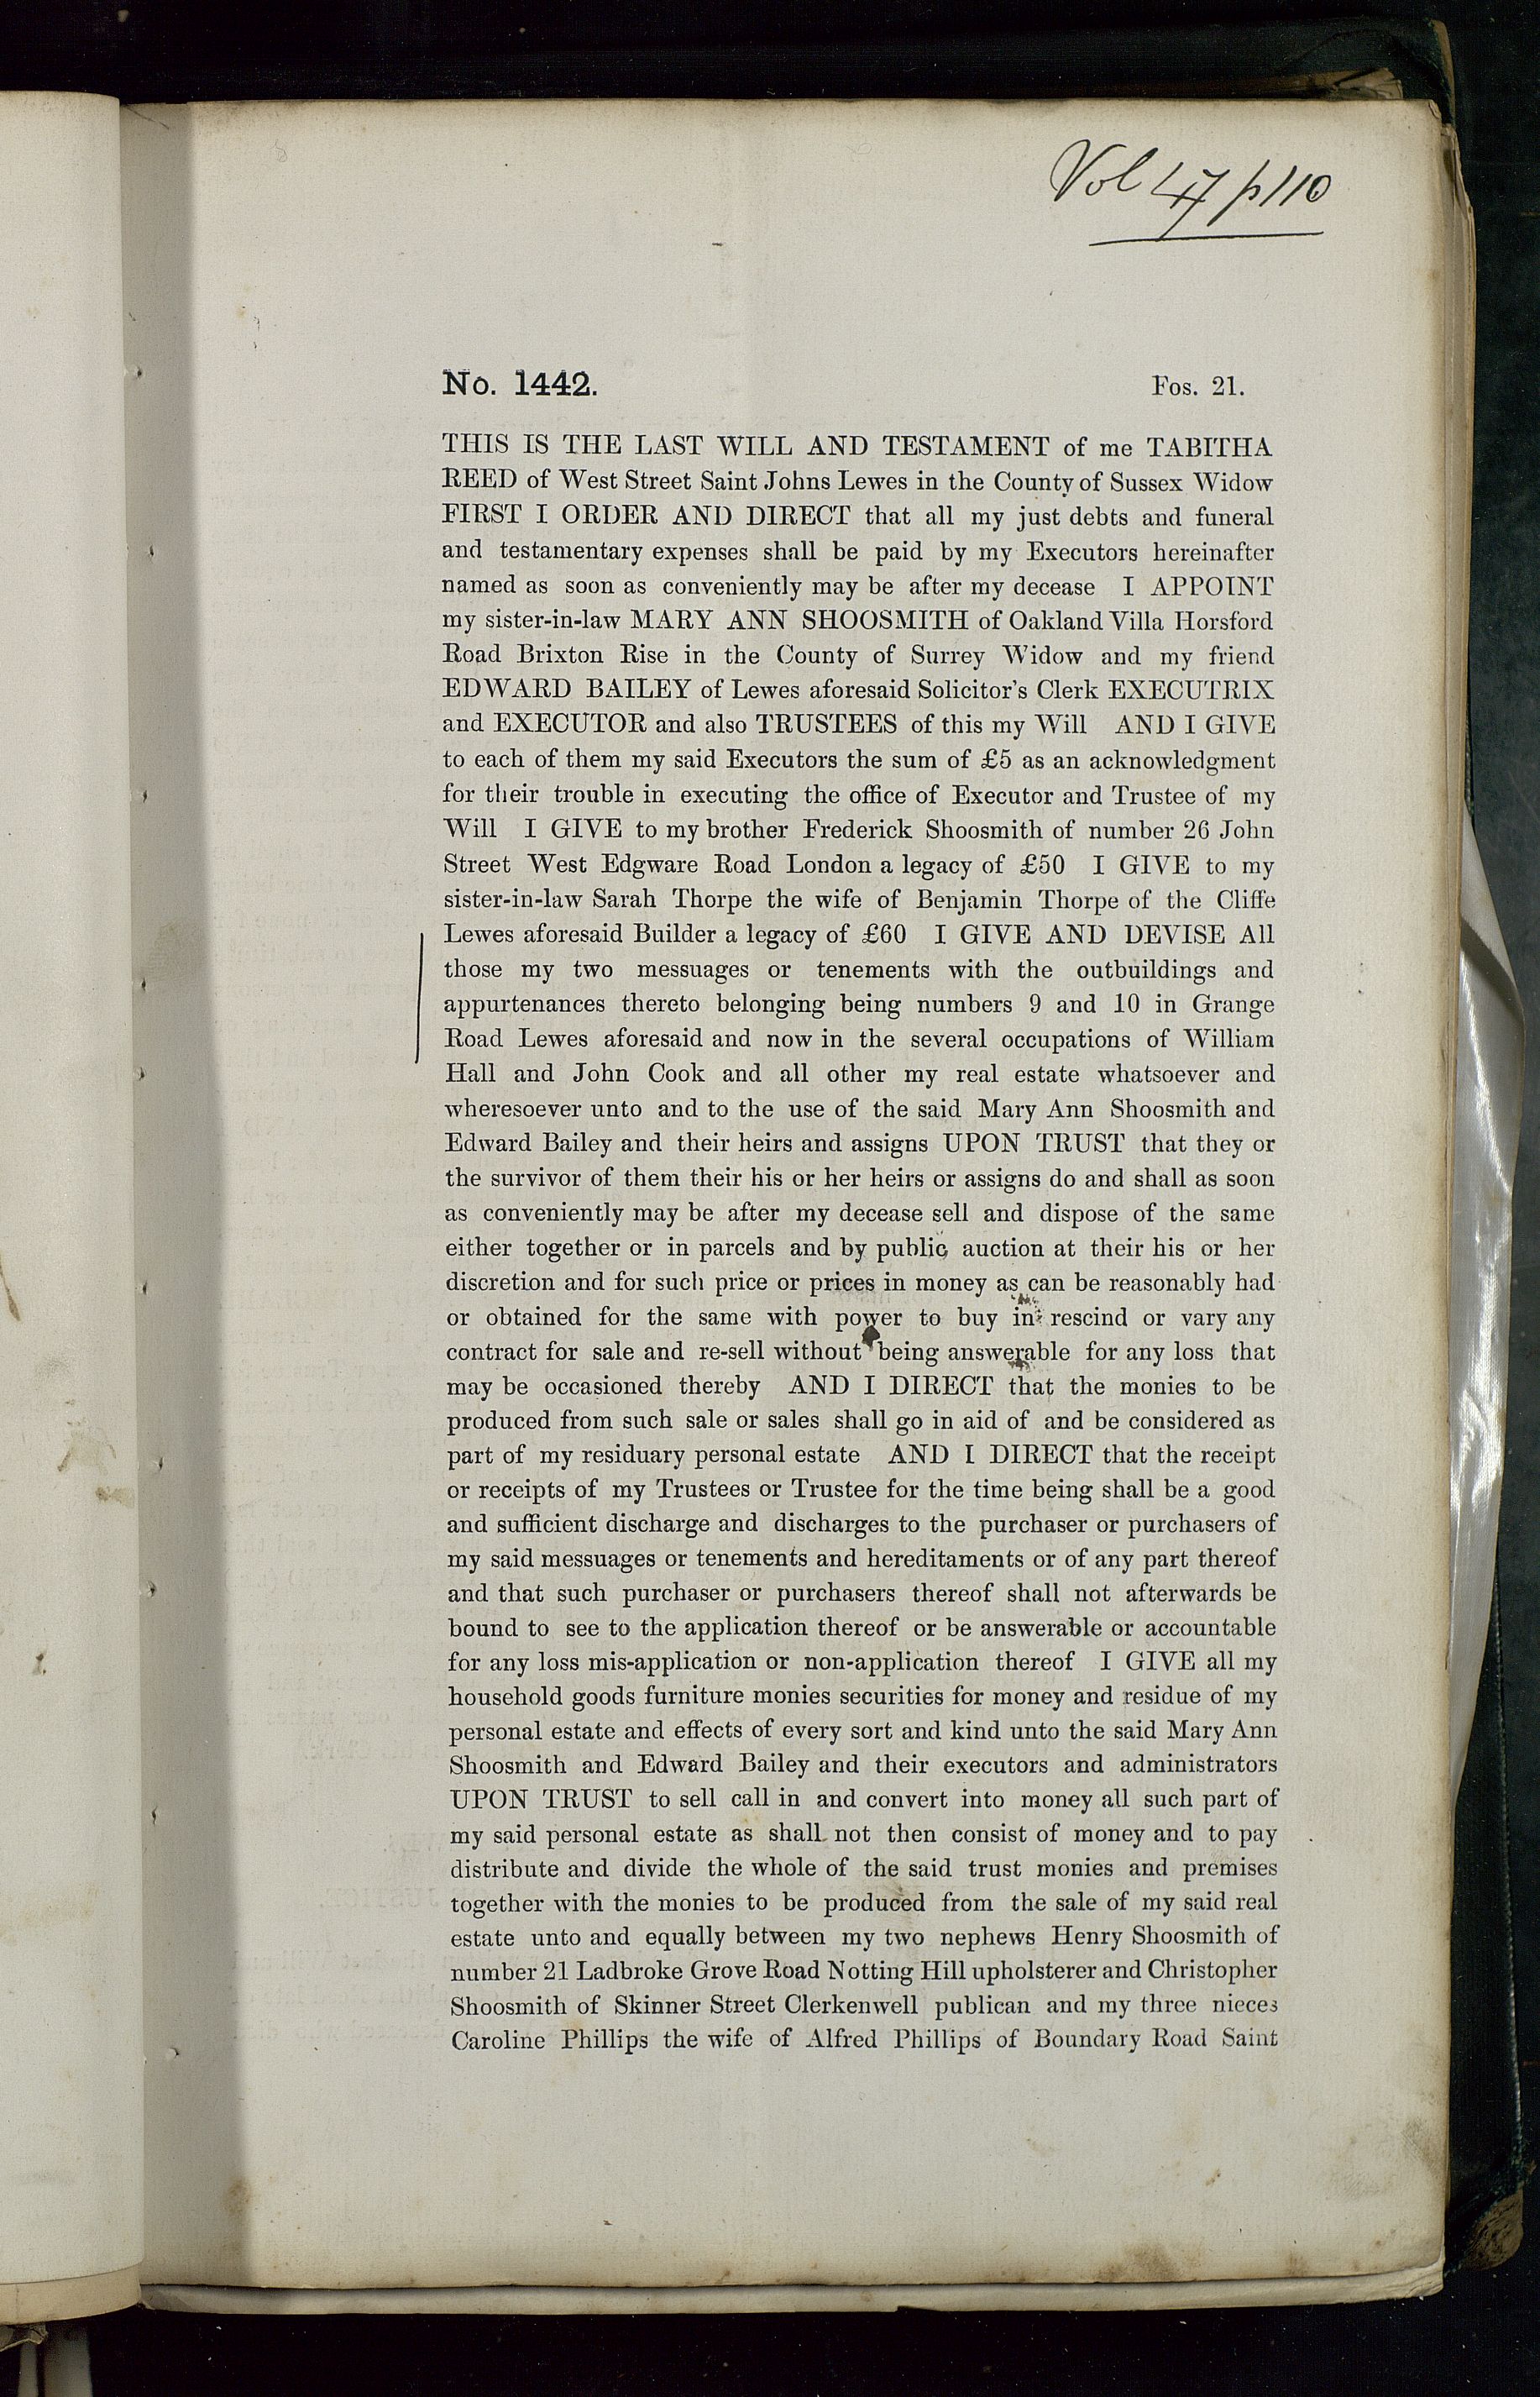 Vol 47 p110
No. 1442. Fos. 21.
THIS IS THE LAST WILL AND TESTAMENT of me TABITHA
REED of West Street Saint Johns Lewes in the County of Sussex Widow
FIRST I ORDER AND DIRECT that all my just debts and funeral
and testamentary expenses shall be paid by my Executors hereinafter
named as soon as conveniently may be after my decease I APPOINT
my sister-in-law MARY ANN SHOOSMITH of Oakland Villa Horsford
Road Brixton Rise in the County of Surrey Widow and my friend
EDWARD BAILEY of Lewes aforesaid Solicitor's Clerk EXECUTRIX
and EXECUTOR and also TRUSTEES of this my Will AND I GIVE
to each of them my said Executors the sum of £5 as an acknowledgment
for their trouble in executing the office of Executor and Trustee of my
Will I GIVE to my brother Frederick Shoosmith of number 26 John
Street West Edgware Road London a legacy of £50 I GIVE to my
sister-in-law Sarah Thorpe the wife of Benjamin Thorpe of the Cliffe
Lewes aforesaid Builder a legacy of £60 I GIVE AND DEVISE All
those my two messuages or tenements with the outbuildings and
appurtenances thereto belonging being numbers 9 and 10 in Grange
Road Lewes aforesaid and now in the several occupations of William
Hall and John Cook and all other my real estate whatsoever and
wheresoever unto and to the use of the said Mary Ann Shoosmith and
Edward Bailey and their heirs and assigns UPON TRUST that they or
the survivor of them their his or her heirs or assigns do and shall as soon
as conveniently may be after my decease sell and dispose of the same
either together or in parcels and by public auction at their his or her
discretion and for such price or prices in money as can be reasonably had
or obtained for the same with power to buy in rescind or vary any
contract for sale and re-sell without being answerable for any loss that
may be occasioned thereby AND I DIRECT that the monies to be
produced from such sale or sales shall go in aid of and be considered as
part of my residuary personal estate AND I DIRECT that the receipt
or receipts of my Trustees or Trustee for the time being shall be a good
and sufficient discharge and discharges to the purchaser or purchasers of
my said messuages or tenements and hereditaments or of any part thereof
and that such purchaser or purchasers thereof shall not afterwards be
bound to see to the application thereof or be answerable or accountable
for any loss mis-application or non-application thereof I GIVE all my
household goods furniture monies securities for money and residue of my
personal estate and effects of every sort and kind unto the said Mary Ann
Shoosmith and Edward Bailey and their executors and administrators
UPON TRUST to sell call in and convert into money all such part of
my said personal estate as shall not then consist of money and to pay
distribute and divide the whole of the said trust monies and premises
together with the monies to be produced from the sale of my said real
estate unto and equally between my two nephews Henry Shoosmith of
number 21 Ladbroke Grove Road Notting Hill upholsterer and Christopher
Shoosmith of Skinner Street Clerkenwell publican and my three nieces
Caroline Phillips the wife of Alfred Phillips of Boundary Road Saint